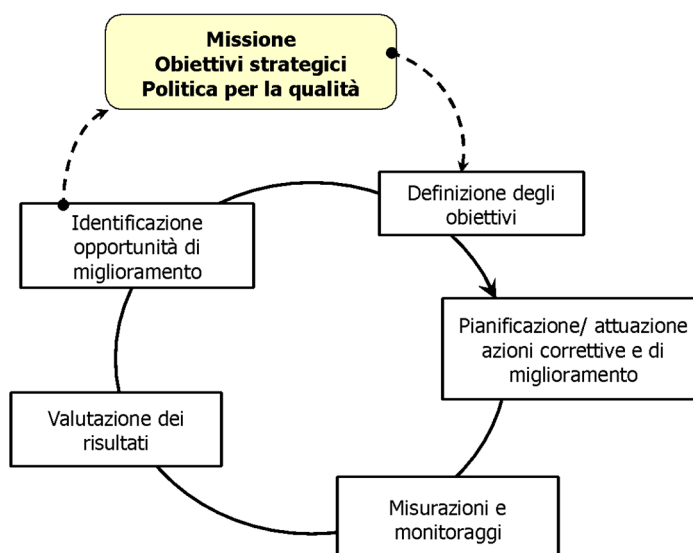 Missione
Obiettivi strategici
Politica per la qualità
Definizione degli
obiettivi
Identificazione
opportunità di
miglioramento
Pianificazione/ attuazione
azioni correttive e di
miglioramento
Valutazione dei
risultati
Misurazioni e
monitoraggi